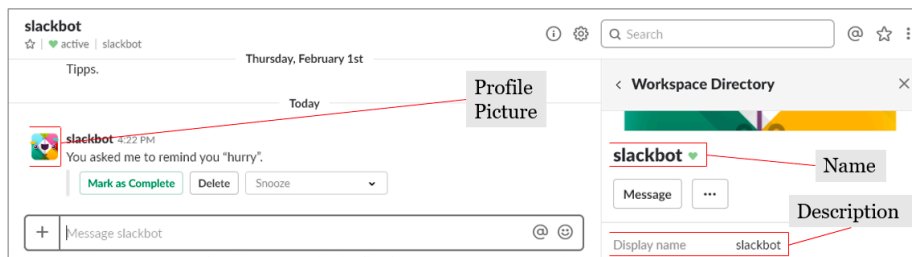 slackbot
active | slackbot
Search
Thursday, February 1st
Tipps.
Today
Profile
Picture
slackbot 4:22 PM
You asked me to remind you “hurry”.
Mark as Complete
Delete
Snooze
Message slackbot
Workspace Directory
slackbot
Name
Message
Description
Display name slackbot